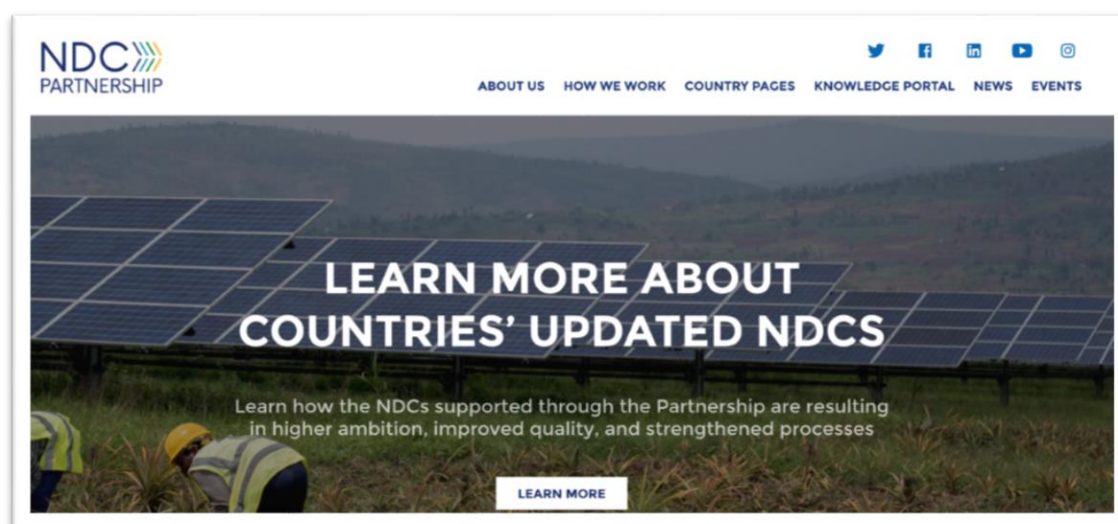 NDC
PARTNERSHIP
ABOUT US HOW WE WORK COUNTRY PAGES KNOWLEDGE PORTAL NEWS EVENTS
LEARN MORE ABOUT
COUNTRIES’ UPDATED NDCS
Learn how the NDCs supported through the Partnership are resulting
in higher ambition, improved quality, and strengthened processes
LEARN MORE